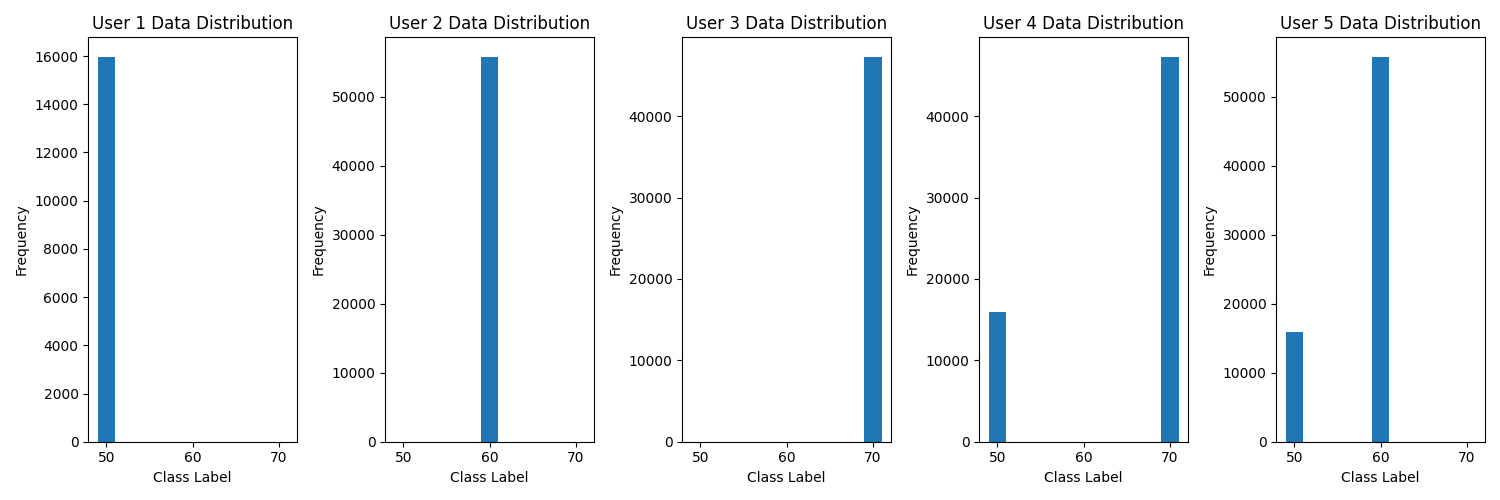 User 1 Data Distribution
16000
14000
12000
10000
8000
6000
4000
2000
0
Frequency
50 60 70
Class Label
User 2 Data Distribution
50000
40000
30000
20000
10000
0
Frequency
50 60 70
Class Label
User 3 Data Distribution
40000
30000
20000
10000
0
Frequency
50 60 70
Class Label
User 4 Data Distribution
40000
30000
20000
10000
0
Frequency
50 60 70
Class Label
User 5 Data Distribution
50000
40000
30000
20000
10000
0
Frequency
50 60 70
Class Label